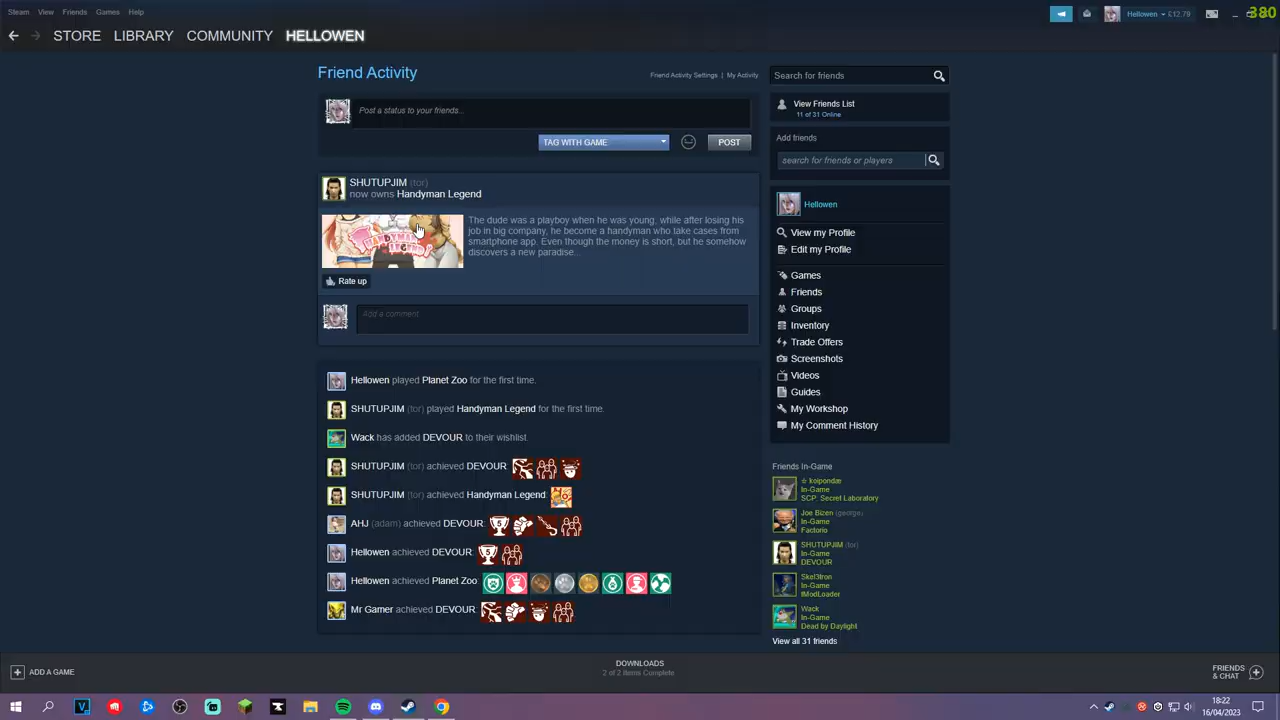 Steam View Friends Games Help
Hellowen £12.79
380
STORE LIBRARY COMMUNITY HELLOWEN
Friend Activity
Friend Activity Settings | My Activity
Post a status to your friends...
TAG WITH GAME
POST
SHUTUPJIM (tor)
now owns Handyman Legend
HANDYMAN
LEGEND!
The dude was a playboy when he was young, while after losing his
job in big company, he become a handyman who take cases from
smartphone app. Even though the money is short, but he somehow
discovers a new paradise...
Rate up
Add a comment
Hellowen played Planet Zoo for the first time.
SHUTUPJIM (tor) played Handyman Legend for the first time.
Wack has added DEVOUR to their wishlist.
SHUTUPJIM (tor) achieved DEVOUR:
SHUTUPJIM (tor) achieved Handyman Legend:
AHJ (adam) achieved DEVOUR: 5
Hellowen achieved DEVOUR: 5
Hellowen achieved Planet Zoo:
Mr Gamer achieved DEVOUR:
Search for friends
View Friends List
11 of 31 Online
Add friends
search for friends or players
Hellowen
View my Profile
Edit my Profile
Games
Friends
Groups
Inventory
Trade Offers
Screenshots
Videos
Guides
My Workshop
My Comment History
Friends In-Game
☆ koipondæ
In-Game
SCP: Secret Laboratory
Joe Bizen (george)
In-Game
Factorio
SHUTUPJIM (tor)
In-Game
DEVOUR
Skel3tron
In-Game
tModLoader
Wack
In-Game
Dead by Daylight
View all 31 friends
ADD A GAME
DOWNLOADS
2 of 2 Items Complete
FRIENDS
& CHAT
18:22
16/04/2023